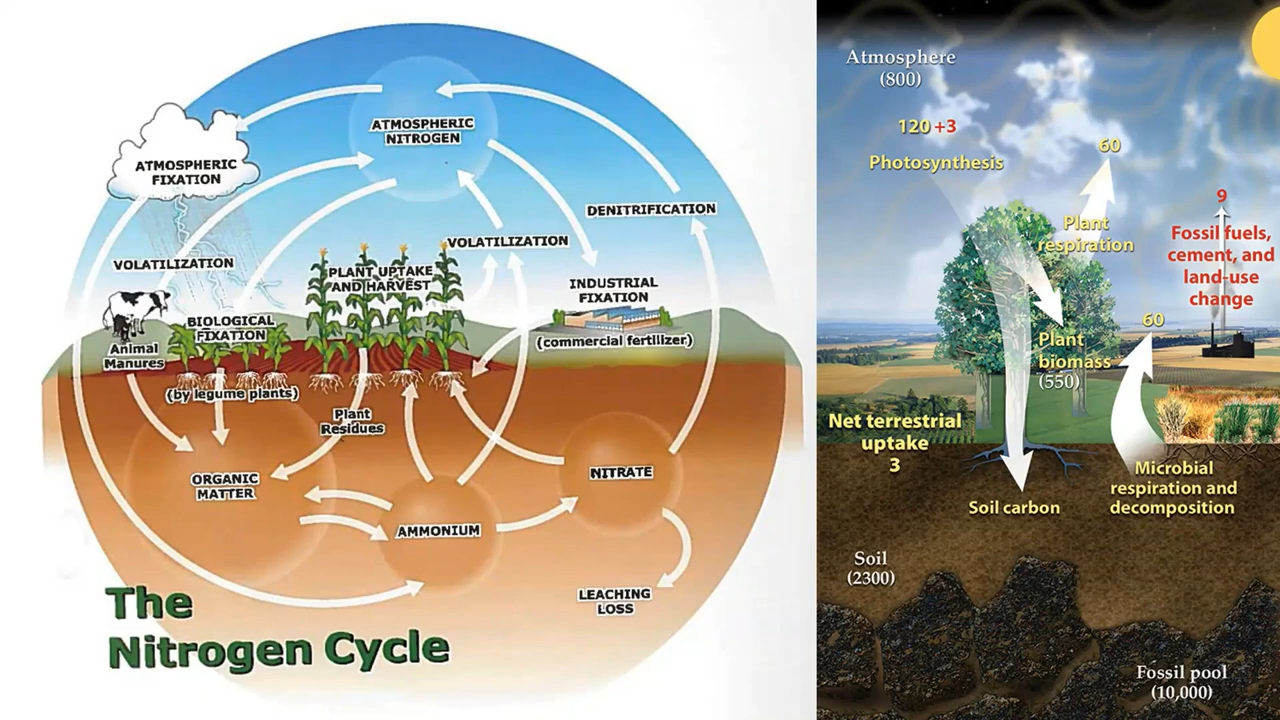 ATMOSPHERIC
NITROGEN
ATMOSPHERIC
FIXATION
DENITRIFICATION
VOLATILIZATION
VOLATILIZATION
PLANT UPTAKE
AND HARVEST
INDUSTRIAL
FIXATION
(commercial fertilizer)
BIOLOGICAL
FIXATION
(by legume plants)
Animal
Manures
Plant
Residues
ORGANIC
MATTER
NITRATE
AMMONIUM
LEACHING
LOSS
The
Nitrogen Cycle
Atmosphere
(800)
120 +3
Photosynthesis
60
Plant
respiration
9
Fossil fuels,
cement, and
land-use
change
60
Plant
biomass
(550)
Net terrestrial
uptake
3
Soil carbon
Microbial
respiration and
decomposition
Soil
(2300)
Fossil pool
(10,000)